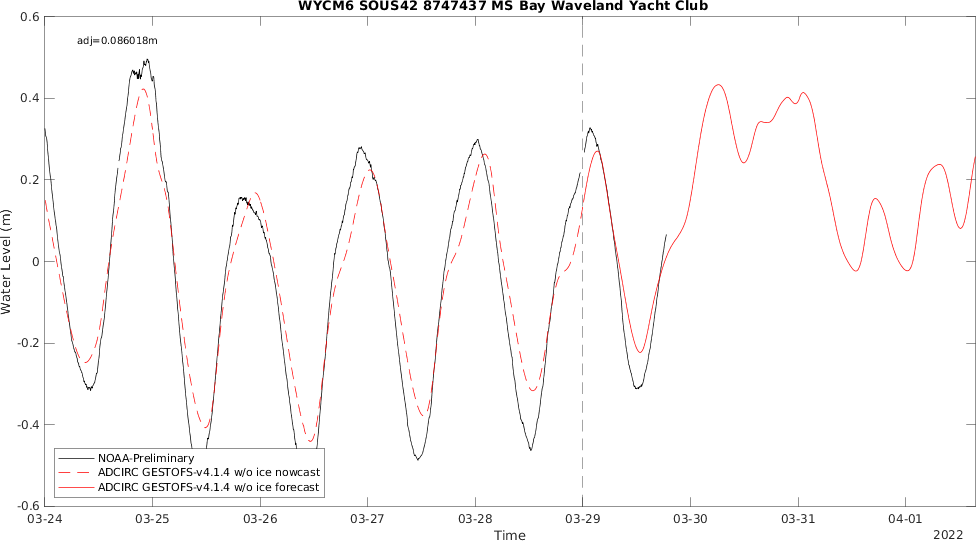 WYCM6 SOUS42 8747437 MS Bay Waveland Yacht Club
adj=0.086018m
0.6
0.4
0.2
0
-0.2
-0.4
-0.6
Water Level (m)
NOAA-Preliminary
ADCIRC GESTOFS-v4.1.4 w/o ice nowcast
ADCIRC GESTOFS-v4.1.4 w/o ice forecast
03-24 03-25 03-26 03-27 03-28 03-29 03-30 03-31 04-01
Time
2022